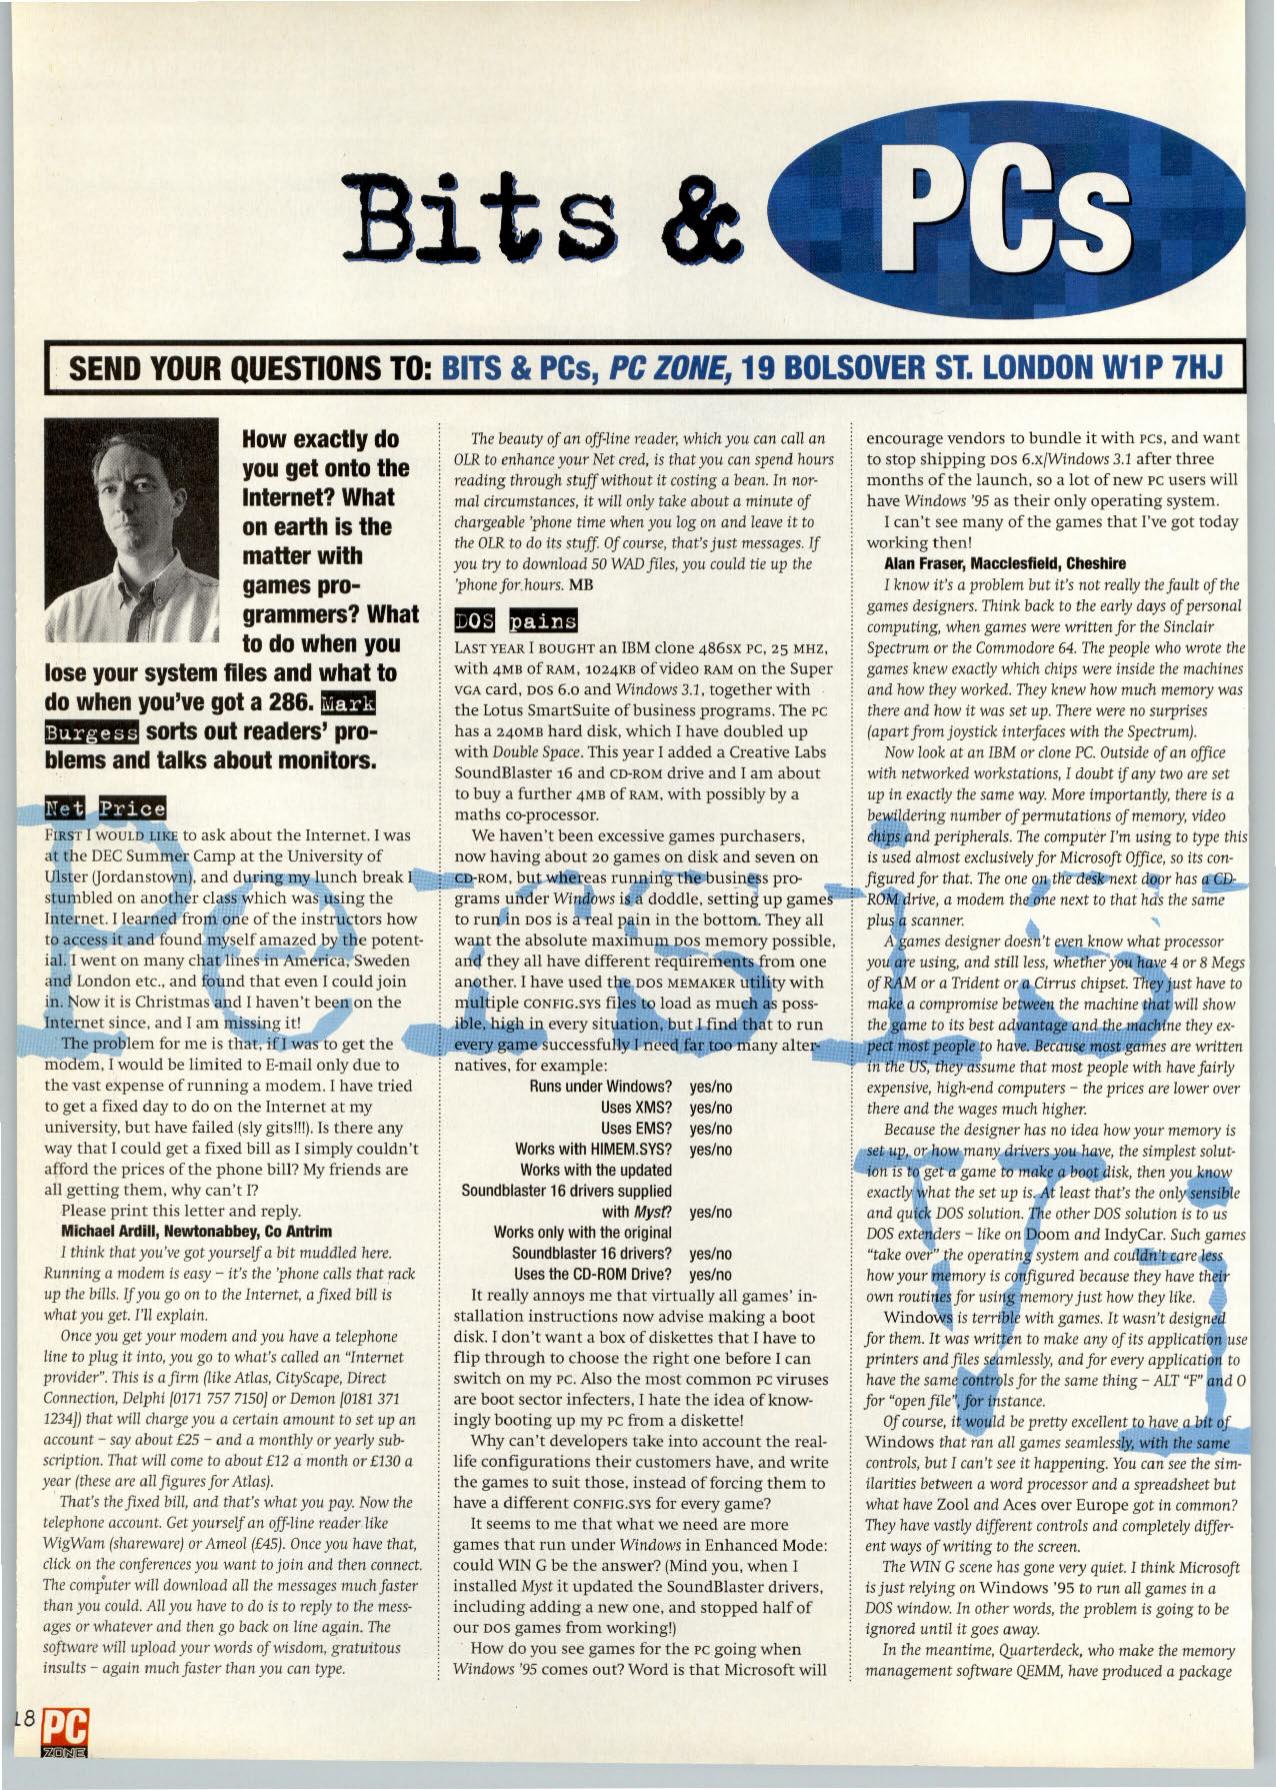 Bits & PCs
SEND YOUR QUESTIONS TO: BITS & PCs, PC ZONE, 19 BOLSOVER ST. LONDON W1P 7HJ
How exactly do
you get onto the
Internet? What
on earth is the
matter with
games pro-
grammers? What
to do when you
lose your system files and what to
do when you've got a 286. Mark
Burgess sorts out readers' pro-
blems and talks about monitors.
Net Price
FIRST I WOULD LIKE to ask about the Internet. I was
at the DEC Summer Camp at the University of
Ulster (Jordanstown), and during my lunch break I
stumbled on another class which was using the
Internet. I learned from one of the instructors how
to access it and found myself amazed by the potent-
ial. I went on many chat lines in America, Sweden
and London etc., and found that even I could join
in. Now it is Christmas and I haven't been on the
Internet since, and I am missing it!
The problem for me is that, if I was to get the
modem, I would be limited to E-mail only due to
the vast expense of running a modem. I have tried
to get a fixed day to do on the Internet at my
university, but have failed (sly gits!!!). Is there any
way that I could get a fixed bill as I simply couldn't
afford the prices of the phone bill? My friends are
all getting them, why can't I?
Please print this letter and reply.
Michael Ardill, Newtonabbey, Co Antrim
I think that you've got yourself a bit muddled here.
Running a modem is easy – it's the 'phone calls that rack
up the bills. If you go on to the Internet, a fixed bill is
what you get. I'll explain.
Once you get your modem and you have a telephone
line to plug it into, you go to what's called an "Internet
provider". This is a firm (like Atlas, CityScape, Direct
Connection, Delphi [0171 757 7150] or Demon [0181 371
1234]) that will charge you a certain amount to set up an
account – say about £25 – and a monthly or yearly sub-
scription. That will come to about £12 a month or £130 a
year (these are all figures for Atlas).
That's the fixed bill, and that's what you pay. Now the
telephone account. Get yourself an off-line reader like
WigWam (shareware) or Ameol (£45). Once you have that,
click on the conferences you want to join and then connect.
The computer will download all the messages much faster
than you could. All you have to do is to reply to the mess-
ages or whatever and then go back on line again. The
software will upload your words of wisdom, gratuitous
insults – again much faster than you can type.
The beauty of an off-line reader, which you can call an
OLR to enhance your Net cred, is that you can spend hours
reading through stuff without it costing a bean. In nor-
mal circumstances, it will only take about a minute of
chargeable 'phone time when you log on and leave it to
the OLR to do its stuff. Of course, that's just messages. If
you try to download 50 WAD files, you could tie up the
'phone for hours. MB
DOS pains
LAST YEAR I BOUGHT an IBM clone 486SX PC, 25 MHZ,
with 4MB of RAM, 1024KB of video RAM on the Super
VGA card, DOS 6.0 and Windows 3.1, together with
the Lotus SmartSuite of business programs. The PC
has a 240MB hard disk, which I have doubled up
with Double Space. This year I added a Creative Labs
SoundBlaster 16 and CD-ROM drive and I am about
to buy a further 4MB of RAM, with possibly by a
maths co-processor.
We haven't been excessive games purchasers,
now having about 20 games on disk and seven on
CD-ROM, but whereas running the business pro-
grams under Windows is a doddle, setting up games
to run in DOS is a real pain in the bottom. They all
want the absolute maximum DOS memory possible,
and they all have different requirements from one
another. I have used the DOS MEMAKER utility with
multiple CONFIG.SYS files to load as much as poss-
ible, high in every situation, but I find that to run
every game successfully I need far too many alter-
natives, for example:
Runs under Windows? yes/no
Uses XMS? yes/no
Uses EMS? yes/no
Works with HIMEM.SYS? yes/no
Works with the updated
Soundblaster 16 drivers supplied
with Myst? yes/no
Works only with the original
Soundblaster 16 drivers? yes/no
Uses the CD-ROM Drive? yes/no
It really annoys me that virtually all games' in-
stallation instructions now advise making a boot
disk. I don't want a box of diskettes that I have to
flip through to choose the right one before I can
switch on my PC. Also the most common PC viruses
are boot sector infecters, I hate the idea of know-
ingly booting up my PC from a diskette!
Why can't developers take into account the real-
life configurations their customers have, and write
the games to suit those, instead of forcing them to
have a different CONFIG.SYS for every game?
It seems to me that what we need are more
games that run under Windows in Enhanced Mode:
could WIN G be the answer? (Mind you, when I
installed Myst it updated the SoundBlaster drivers,
including adding a new one, and stopped half of
our DOS games from working!)
How do you see games for the PC going when
Windows '95 comes out? Word is that Microsoft will
encourage vendors to bundle it with PCs, and want
to stop shipping DOS 6.x/Windows 3.1 after three
months of the launch, so a lot of new PC users will
have Windows '95 as their only operating system.
I can't see many of the games that I've got today
working then!
Alan Fraser, Macclesfield, Cheshire
I know it's a problem but it's not really the fault of the
games designers. Think back to the early days of personal
computing, when games were written for the Sinclair
Spectrum or the Commodore 64. The people who wrote the
games knew exactly which chips were inside the machines
and how they worked. They knew how much memory was
there and how it was set up. There were no surprises
(apart from joystick interfaces with the Spectrum).
Now look at an IBM or clone PC. Outside of an office
with networked workstations, I doubt if any two are set
up in exactly the same way. More importantly, there is a
bewildering number of permutations of memory, video
chips and peripherals. The computer I'm using to type this
is used almost exclusively for Microsoft Office, so its con-
figured for that. The one on the desk next door has a CD-
ROM drive, a modem the one next to that has the same
plus a scanner.
A games designer doesn't even know what processor
you are using, and still less, whether you have 4 or 8 Megs
of RAM or a Trident or a Cirrus chipset. They just have to
make a compromise between the machine that will show
the game to its best advantage and the machine they ex-
pect most people to have. Because most games are written
in the US, they assume that most people with have fairly
expensive, high-end computers – the prices are lower over
there and the wages much higher.
Because the designer has no idea how your memory is
set up, or how many drivers you have, the simplest solut-
ion is to get a game to make a boot disk, then you know
exactly what the set up is. At least that's the only sensible
and quick DOS solution. The other DOS solution is to us
DOS extenders – like on Doom and IndyCar. Such games
"take over" the operating system and couldn't care less
how your memory is configured because they have their
own routines for using memory just how they like.
Windows is terrible with games. It wasn't designed
for them. It was written to make any of its application use
printers and files seamlessly, and for every application to
have the same controls for the same thing – ALT "F" and O
for "open file", for instance.
Of course, it would be pretty excellent to have a bit of
Windows that ran all games seamlessly, with the same
controls, but I can't see it happening. You can see the sim-
ilarities between a word processor and a spreadsheet but
what have Zool and Aces over Europe got in common?
They have vastly different controls and completely differ-
ent ways of writing to the screen.
The WIN G scene has gone very quiet. I think Microsoft
is just relying on Windows '95 to run all games in a
DOS window. In other words, the problem is going to be
ignored until it goes away.
In the meantime, Quarterdeck, who make the memory
management software QEMM, have produced a package
18 PC
ZONE